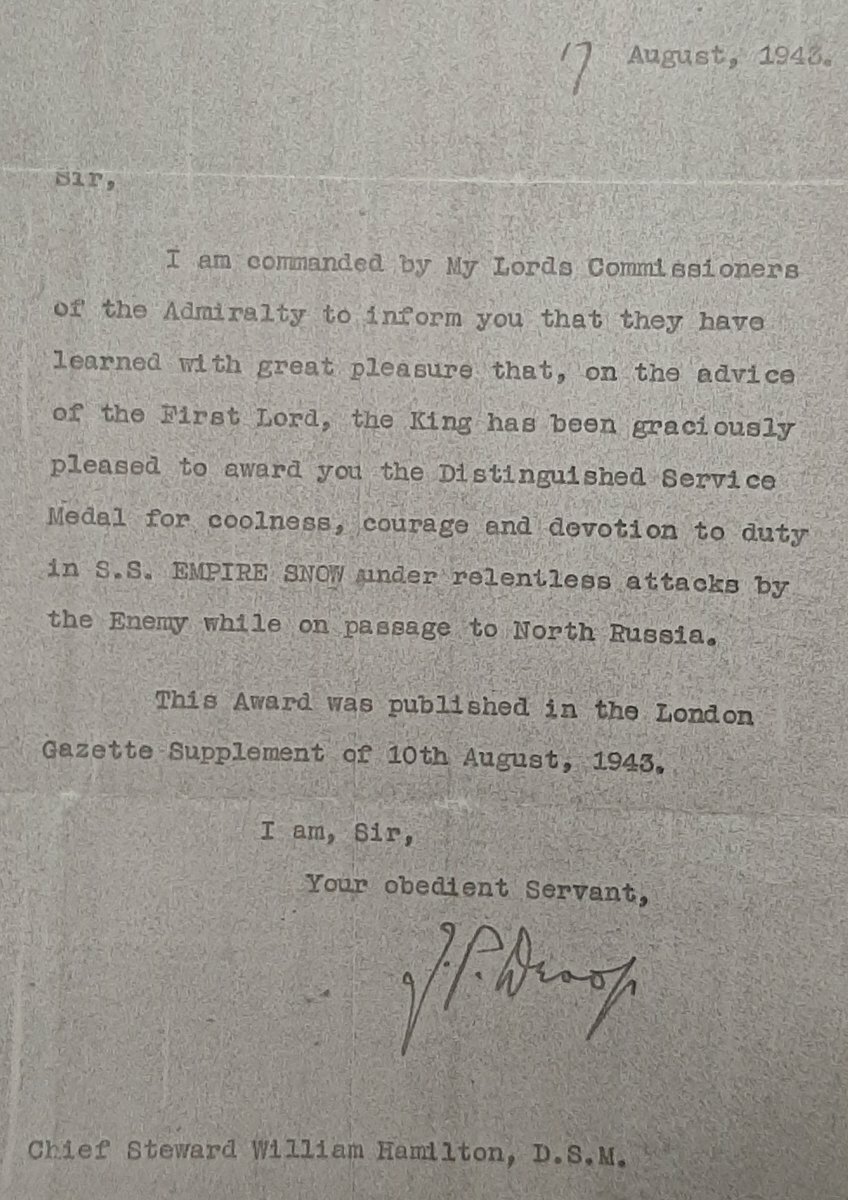 17 August, 1943.
Sir,
I am commanded by My Lords Commissioners
of the Admiralty to inform you that they have
learned with great pleasure that, on the advice
of the First Lord, the King has been graciously
pleased to award you the Distinguished Service
Medal for coolness, courage and devotion to duty
in S.S. EMPIRE SNOW under relentless attacks by
the Enemy while on passage to North Russia.
This Award was published in the London
Gazette Supplement of 10th August, 1943.
I am, Sir,
Your obedient Servant,
J.P. Droop
Chief Steward William Hamilton, D.S.M.